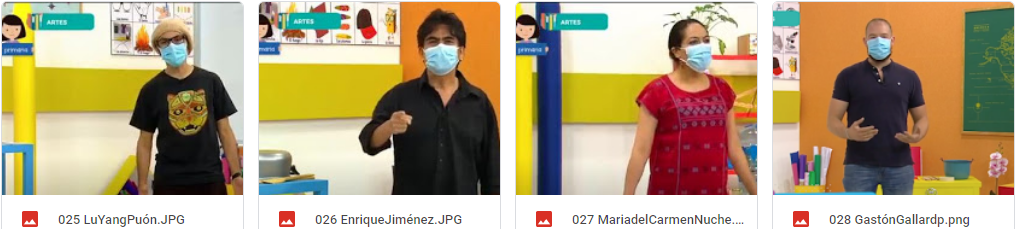 ARTES
primaria
ARTES
ARTES
primaria
025 LuYangPuón.JPG
026 EnriqueJiménez.JPG
027 MariadelCarmenNuche....
028 GastónGallardp.png